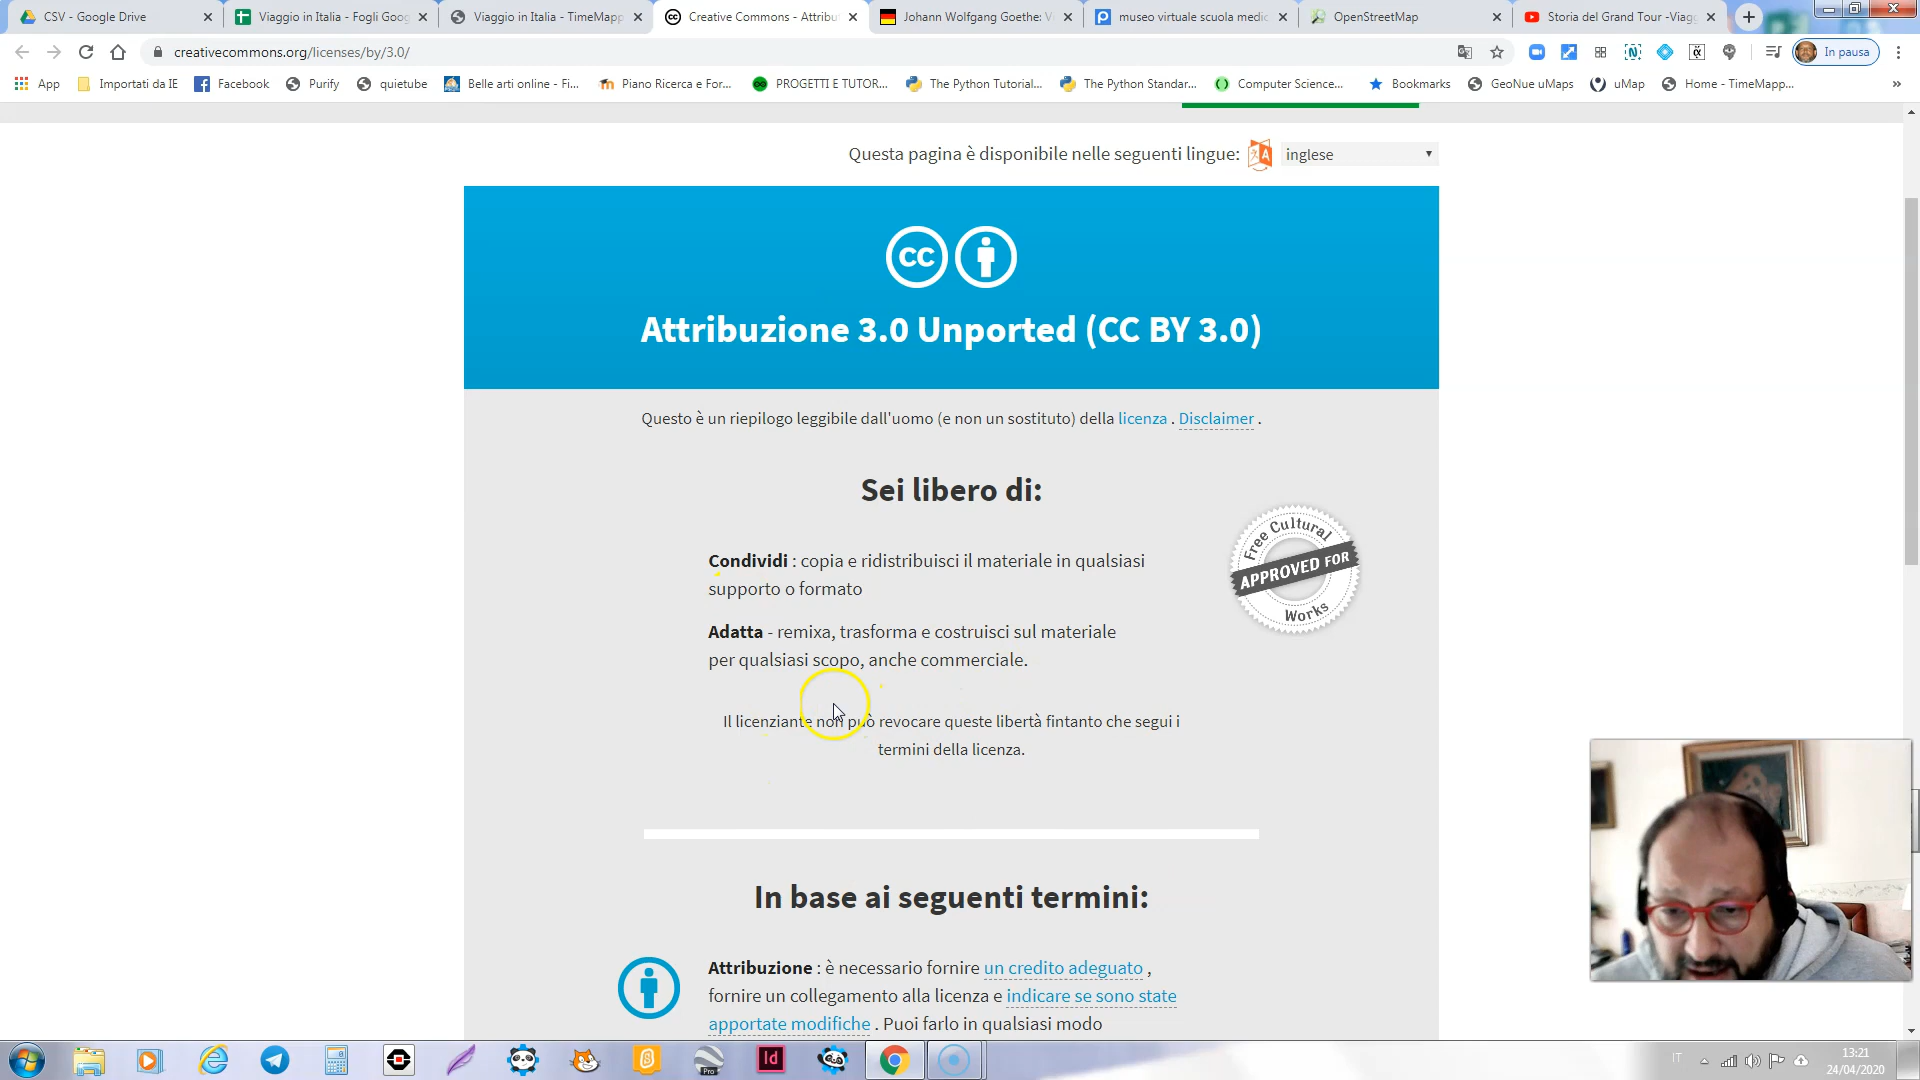 CSV - Google Drive
Viaggio in Italia - Fogli Goog
Viaggio in Italia - TimeMapp
Creative Commons - Attribu
Johann Wolfgang Goethe: V
museo virtuale scuola medic
OpenStreetMap
Storia del Grand Tour -Viag
creativecommons.org/licenses/by/3.0/
In pausa
App
Importati da IE
Facebook
Purify
quietube
Belle arti online - Fi...
Piano Ricerca e For...
PROGETTI E TUTOR...
The Python Tutorial...
The Python Standar...
Computer Science...
Bookmarks
GeoNue uMaps
uMap
Home - TimeMapp...
»
Questa pagina è disponibile nelle seguenti lingue:
inglese
cc
Attribuzione 3.0 Unported (CC BY 3.0)
Questo è un riepilogo leggibile dall'uomo (e non un sostituto) della licenza . Disclaimer .
Sei libero di:
Condividi : copia e ridistribuisci il materiale in qualsiasi
supporto o formato
Adatta - remixa, trasforma e costruisci sul materiale
per qualsiasi scopo, anche commerciale.
Free Cultural
APPROVED FOR
Works
Il licenziante non può revocare queste libertà fintanto che segui i
termini della licenza.
In base ai seguenti termini:
Attribuzione : è necessario fornire un credito adeguato ,
fornire un collegamento alla licenza e indicare se sono state
apportate modifiche . Puoi farlo in qualsiasi modo
Pro
Id
IT
13:21
24/04/2020